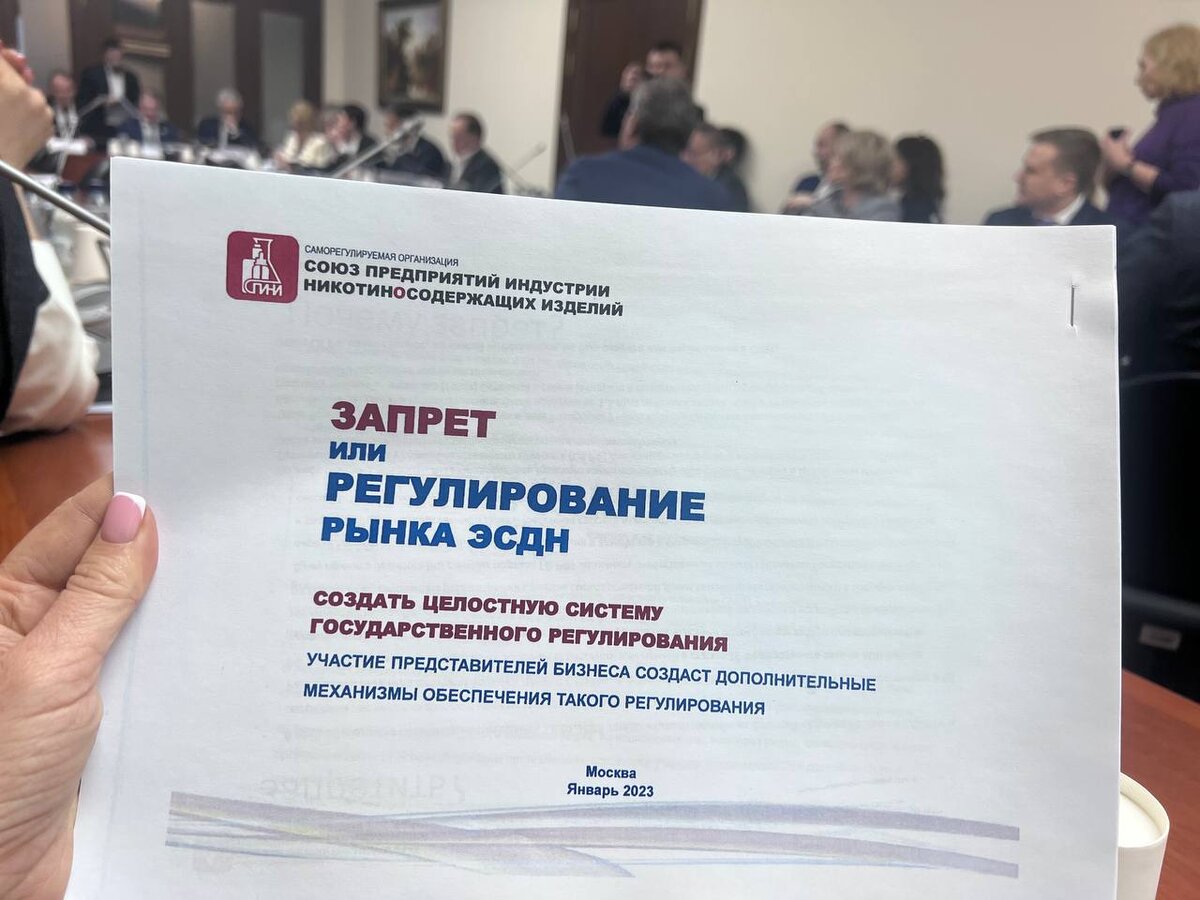 СПИНИ
САМОРЕГУЛИРУЕМАЯ ОРГАНИЗАЦИЯ
СОЮЗ ПРЕДПРИЯТИЙ ИНДУСТРИИ
НИКОТИНОСОДЕРЖАЩИХ ИЗДЕЛИЙ
ЗАПРЕТ
ИЛИ
РЕГУЛИРОВАНИЕ
РЫНКА ЭСДН
СОЗДАТЬ ЦЕЛОСТНУЮ СИСТЕМУ
ГОСУДАРСТВЕННОГО РЕГУЛИРОВАНИЯ
УЧАСТИЕ ПРЕДСТАВИТЕЛЕЙ БИЗНЕСА СОЗДАСТ ДОПОЛНИТЕЛЬНЫЕ
МЕХАНИЗМЫ ОБЕСПЕЧЕНИЯ ТАКОГО РЕГУЛИРОВАНИЯ
Москва
Январь 2023